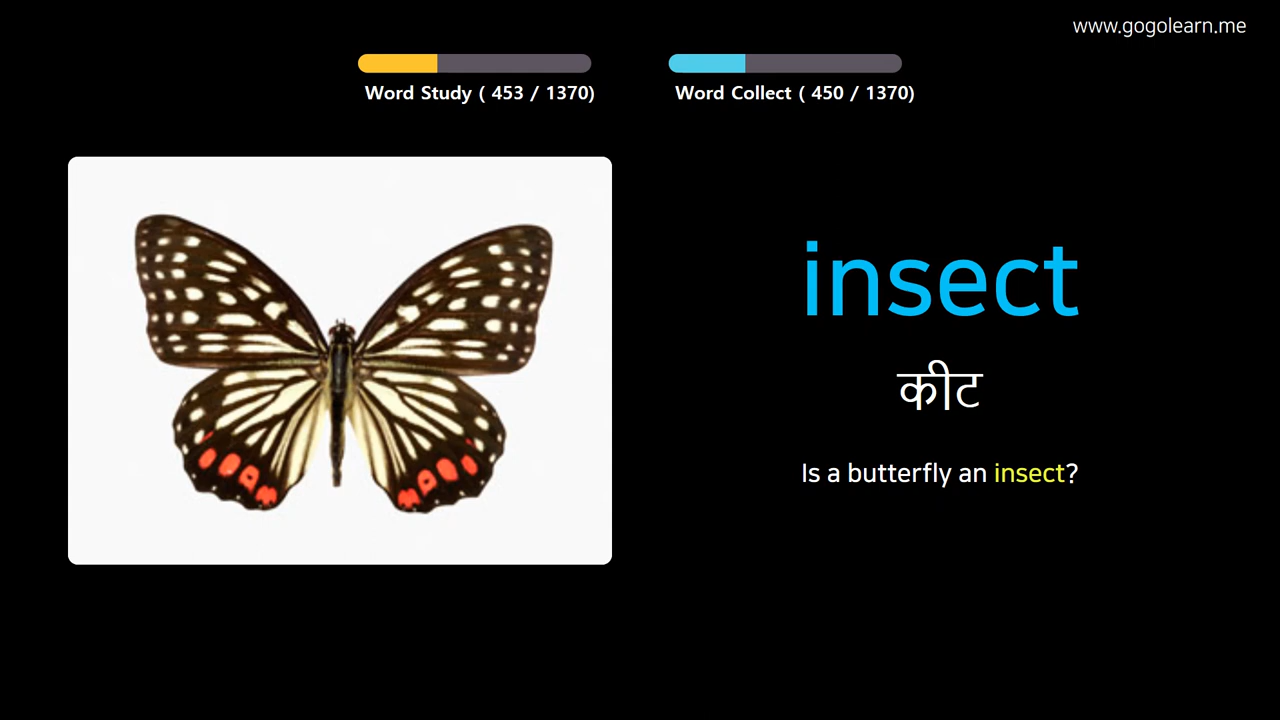 www.gogolearn.me
Word Study ( 453 / 1370)
Word Collect ( 450 / 1370)
insect
कीट
Is a butterfly an insect?